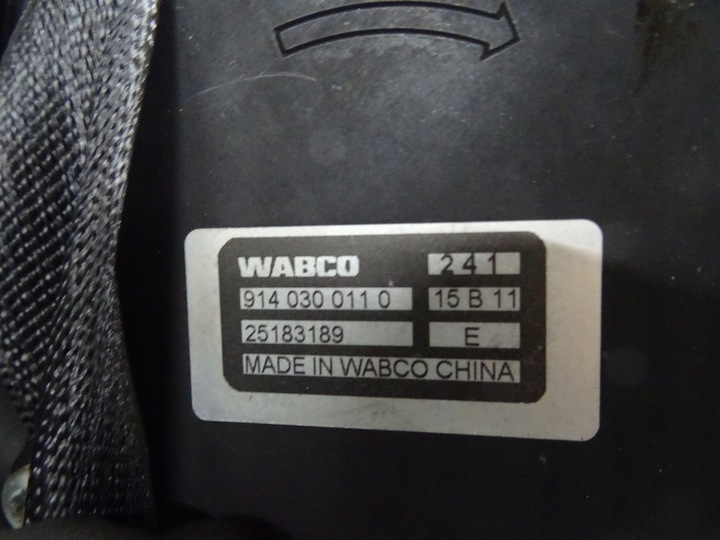 WABCO 241
914 030 011 0 15 B 11
25183189 E
MADE IN WABCO CHINA